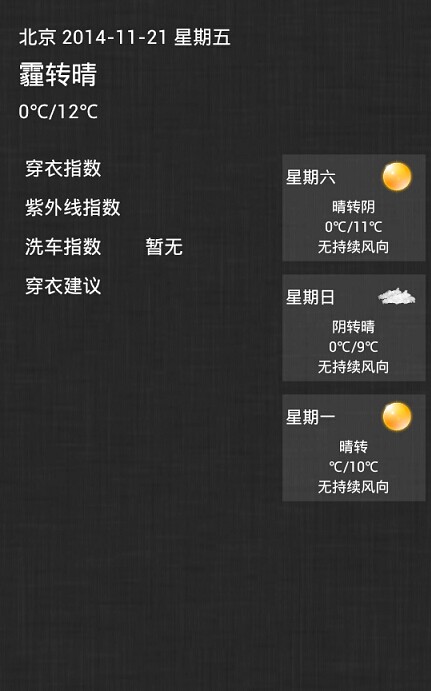 北京 2014-11-21 星期五
霾转晴
0℃/12℃
穿衣指数
紫外线指数
洗车指数 暂无
穿衣建议
星期六
晴转阴
0℃/11℃
无持续风向
星期日
阴转晴
0℃/9℃
无持续风向
星期一
晴转
℃/10℃
无持续风向